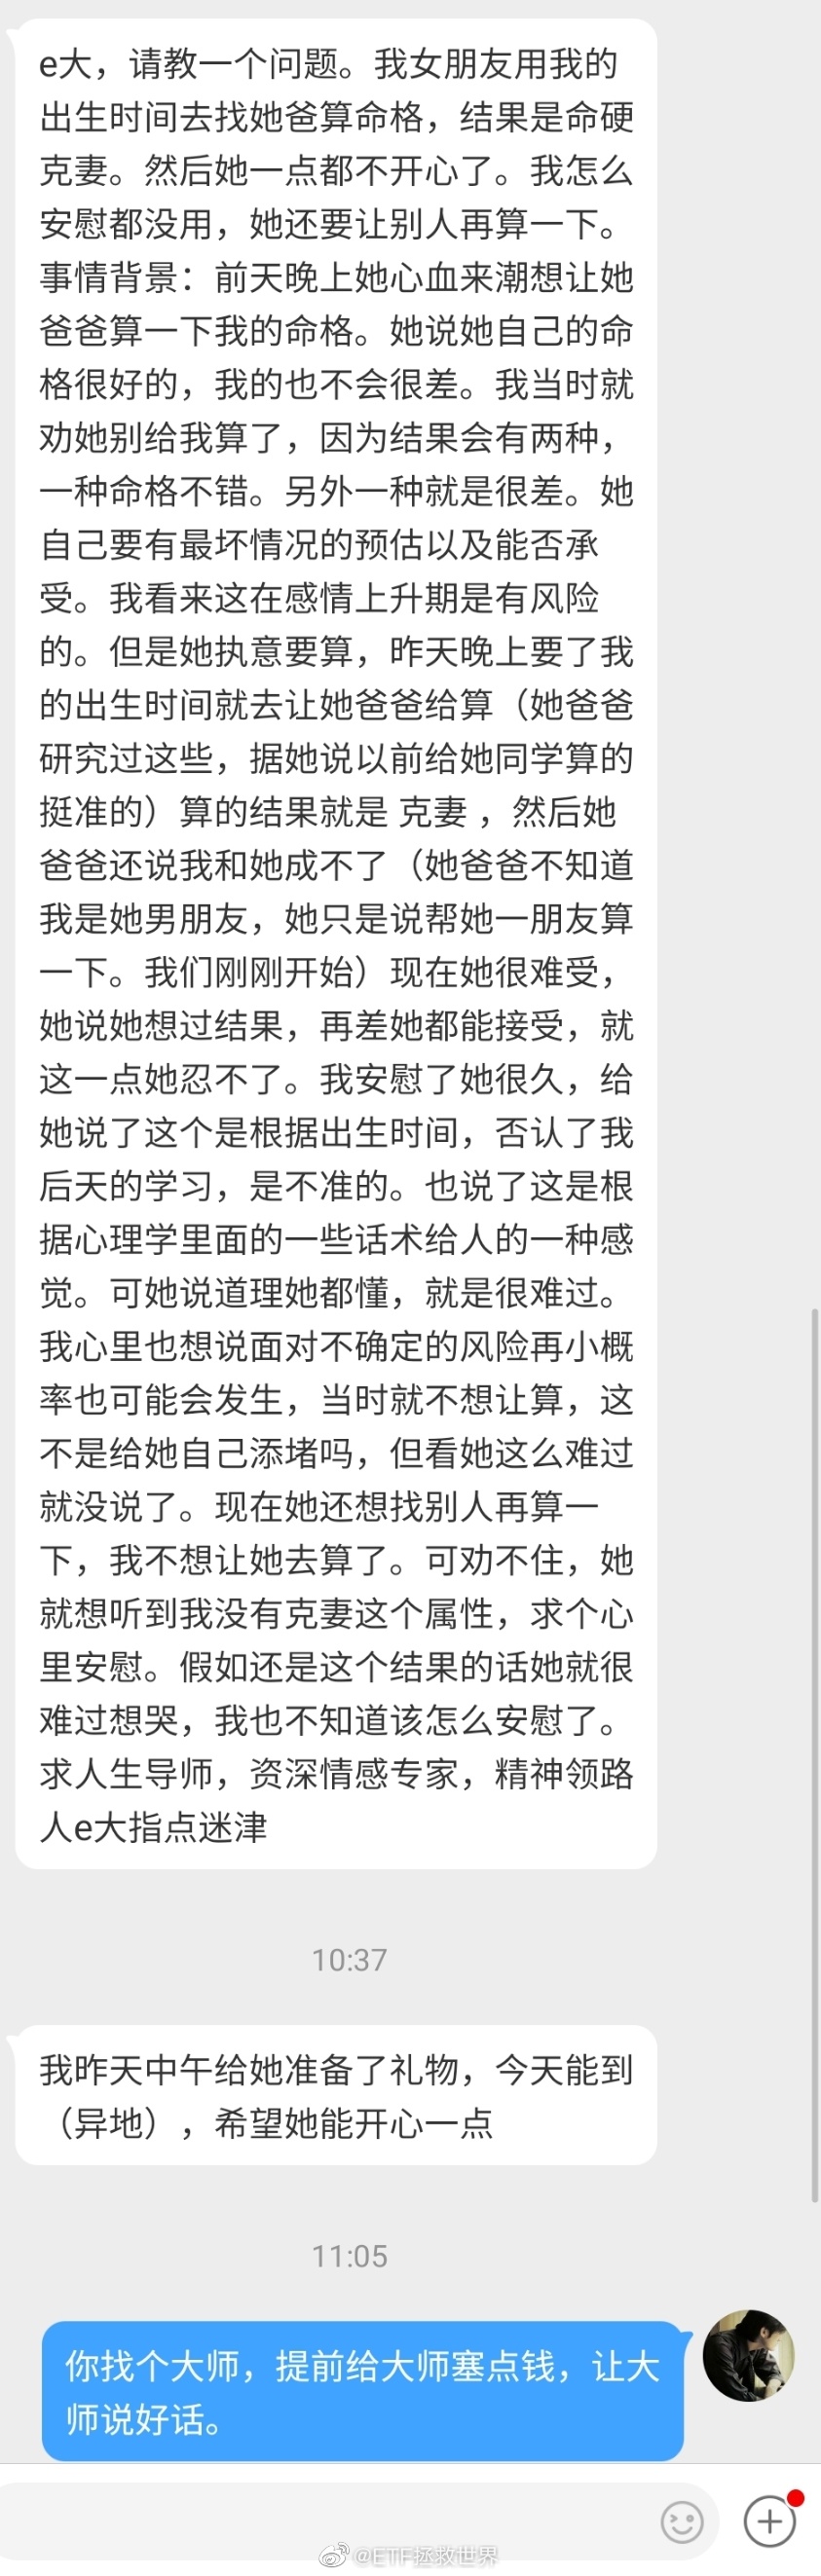 e大，请教一个问题。我女朋友用我的
出生时间去找她爸算命格，结果是命硬
克妻。然后她一点都不开心了。我怎么
安慰都没用，她还要让别人再算一下。
事情背景：前天晚上她心血来潮想让她
爸爸算一下我的命格。她说她自己的命
格很好的，我的也不会很差。我当时就
劝她别给我算了，因为结果会有两种，
一种命格不错。另外一种就是很差。她
自己要有最坏情况的预估以及能否承
受。我看来这在感情上升期是有风险
的。但是她执意要算，昨天晚上要了我
的出生时间就去让她爸爸给算（她爸爸
研究过这些，据她说以前给她同学算的
挺准的）算的结果就是 克妻 ，然后她
爸爸还说我和她成不了（她爸爸不知道
我是她男朋友，她只是说帮她一朋友算
一下。我们刚刚开始）现在她很难受，
她说她想过结果，再差她都能接受，就
这一点她忍不了。我安慰了她很久，给
她说了这个是根据出生时间，否认了我
后天的学习，是不准的。也说了这是根
据心理学里面的一些话术给人的一种感
觉。可她说道理她都懂，就是很难过。
我心里也想说面对不确定的风险再小概
率也可能会发生，当时就不想让算，这
不是给她自己添堵吗，但看她这么难过
就没说了。现在她还想找别人再算一
下，我不想让她去算了。可劝不住，她
就想听到我没有克妻这个属性，求个心
里安慰。假如还是这个结果的话她就很
难过想哭，我也不知道该怎么安慰了。
求人生导师，资深情感专家，精神领路
人e大指点迷津
10:37
我昨天中午给她准备了礼物，今天能到
（异地），希望她能开心一点
11:05
你找个大师，提前给大师塞点钱，让大
师说好话。
@ETF拯救世界